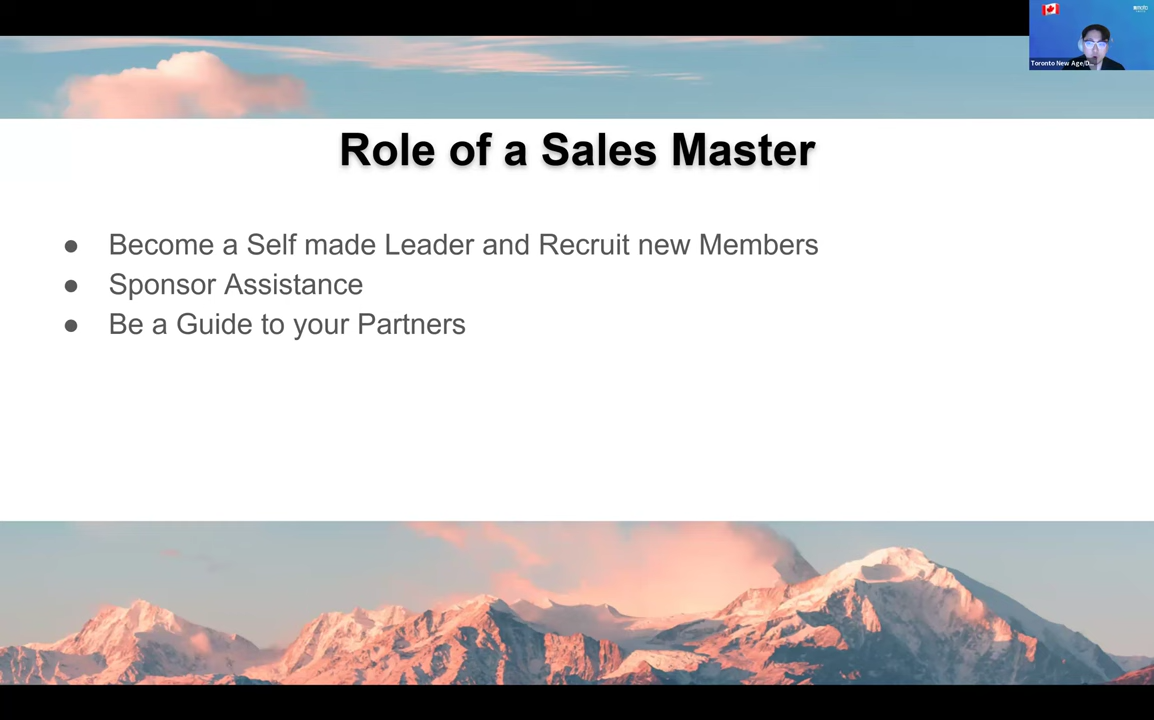 Toronto New Age/D...
Role of a Sales Master
● Become a Self made Leader and Recruit new Members
● Sponsor Assistance
● Be a Guide to your Partners